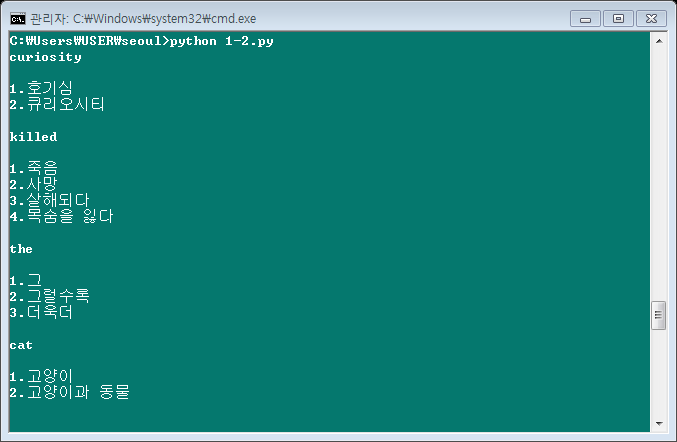 관리자: C:₩Windows₩system32₩cmd.exe
C:₩Users₩USER₩seoul>python 1-2.py
curiosity
1.호기심
2.큐리오시티
killed
1.죽음
2.사망
3.살해되다
4.목숨을 잃다
the
1.그
2.그럴수록
3.더욱더
cat
1.고양이
2.고양이과 동물